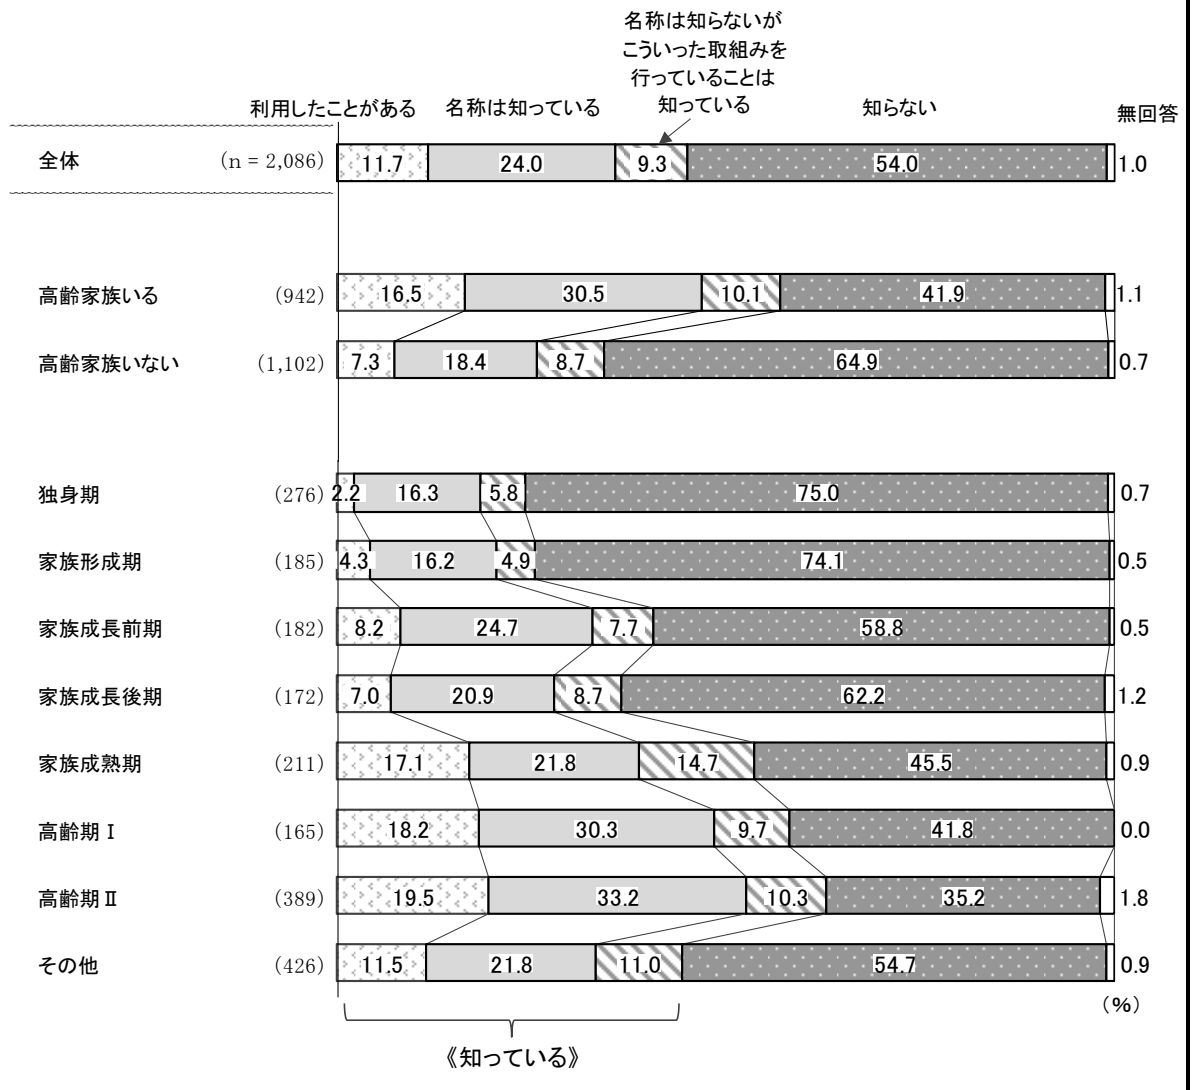 名称は知らないが
こういった取組みを
行っていることは
知っている
利用したことがある 名称は知っている 知らない 無回答
全体 (n = 2,086) 11.7 24.0 9.3 54.0 1.0
高齢家族いる (942) 16.5 30.5 10.1 41.9 1.1
高齢家族いない (1,102) 7.3 18.4 8.7 64.9 0.7
独身期 (276) 2.2 16.3 5.8 75.0 0.7
家族形成期 (185) 4.3 16.2 4.9 74.1 0.5
家族成長前期 (182) 8.2 24.7 7.7 58.8 0.5
家族成長後期 (172) 7.0 20.9 8.7 62.2 1.2
家族成熟期 (211) 17.1 21.8 14.7 45.5 0.9
高齢期Ⅰ (165) 18.2 30.3 9.7 41.8 0.0
高齢期Ⅱ (389) 19.5 33.2 10.3 35.2 1.8
その他 (426) 11.5 21.8 11.0 54.7 0.9
(%)
《知っている》